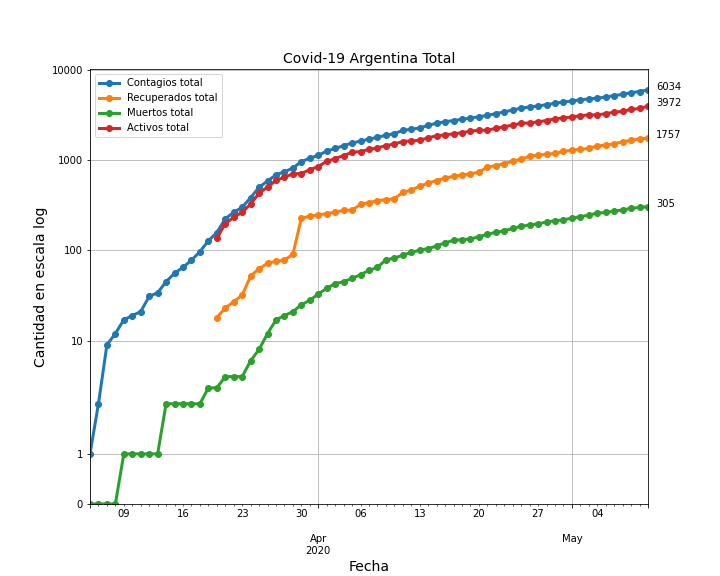 Covid-19 Argentina Total
10000
1000
100
10
1
0
Cantidad en escala log
Contagios total
Recuperados total
Muertos total
Activos total
6034
3972
1757
305
09 16 23 30 06 13 20 27 04
Apr May
2020
Fecha